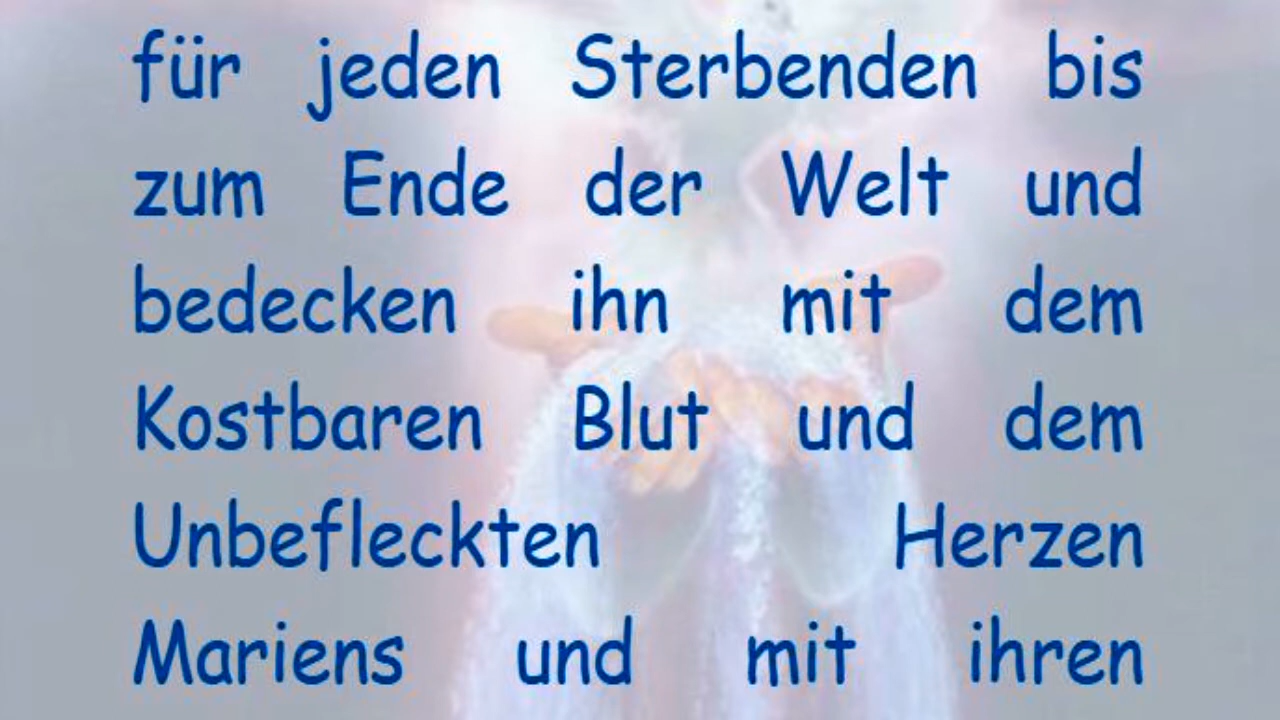 für jeden Sterbenden bis
zum Ende der Welt und
bedecken ihn mit dem
Kostbaren Blut und dem
Unbefleckten Herzen
Mariens und mit ihren